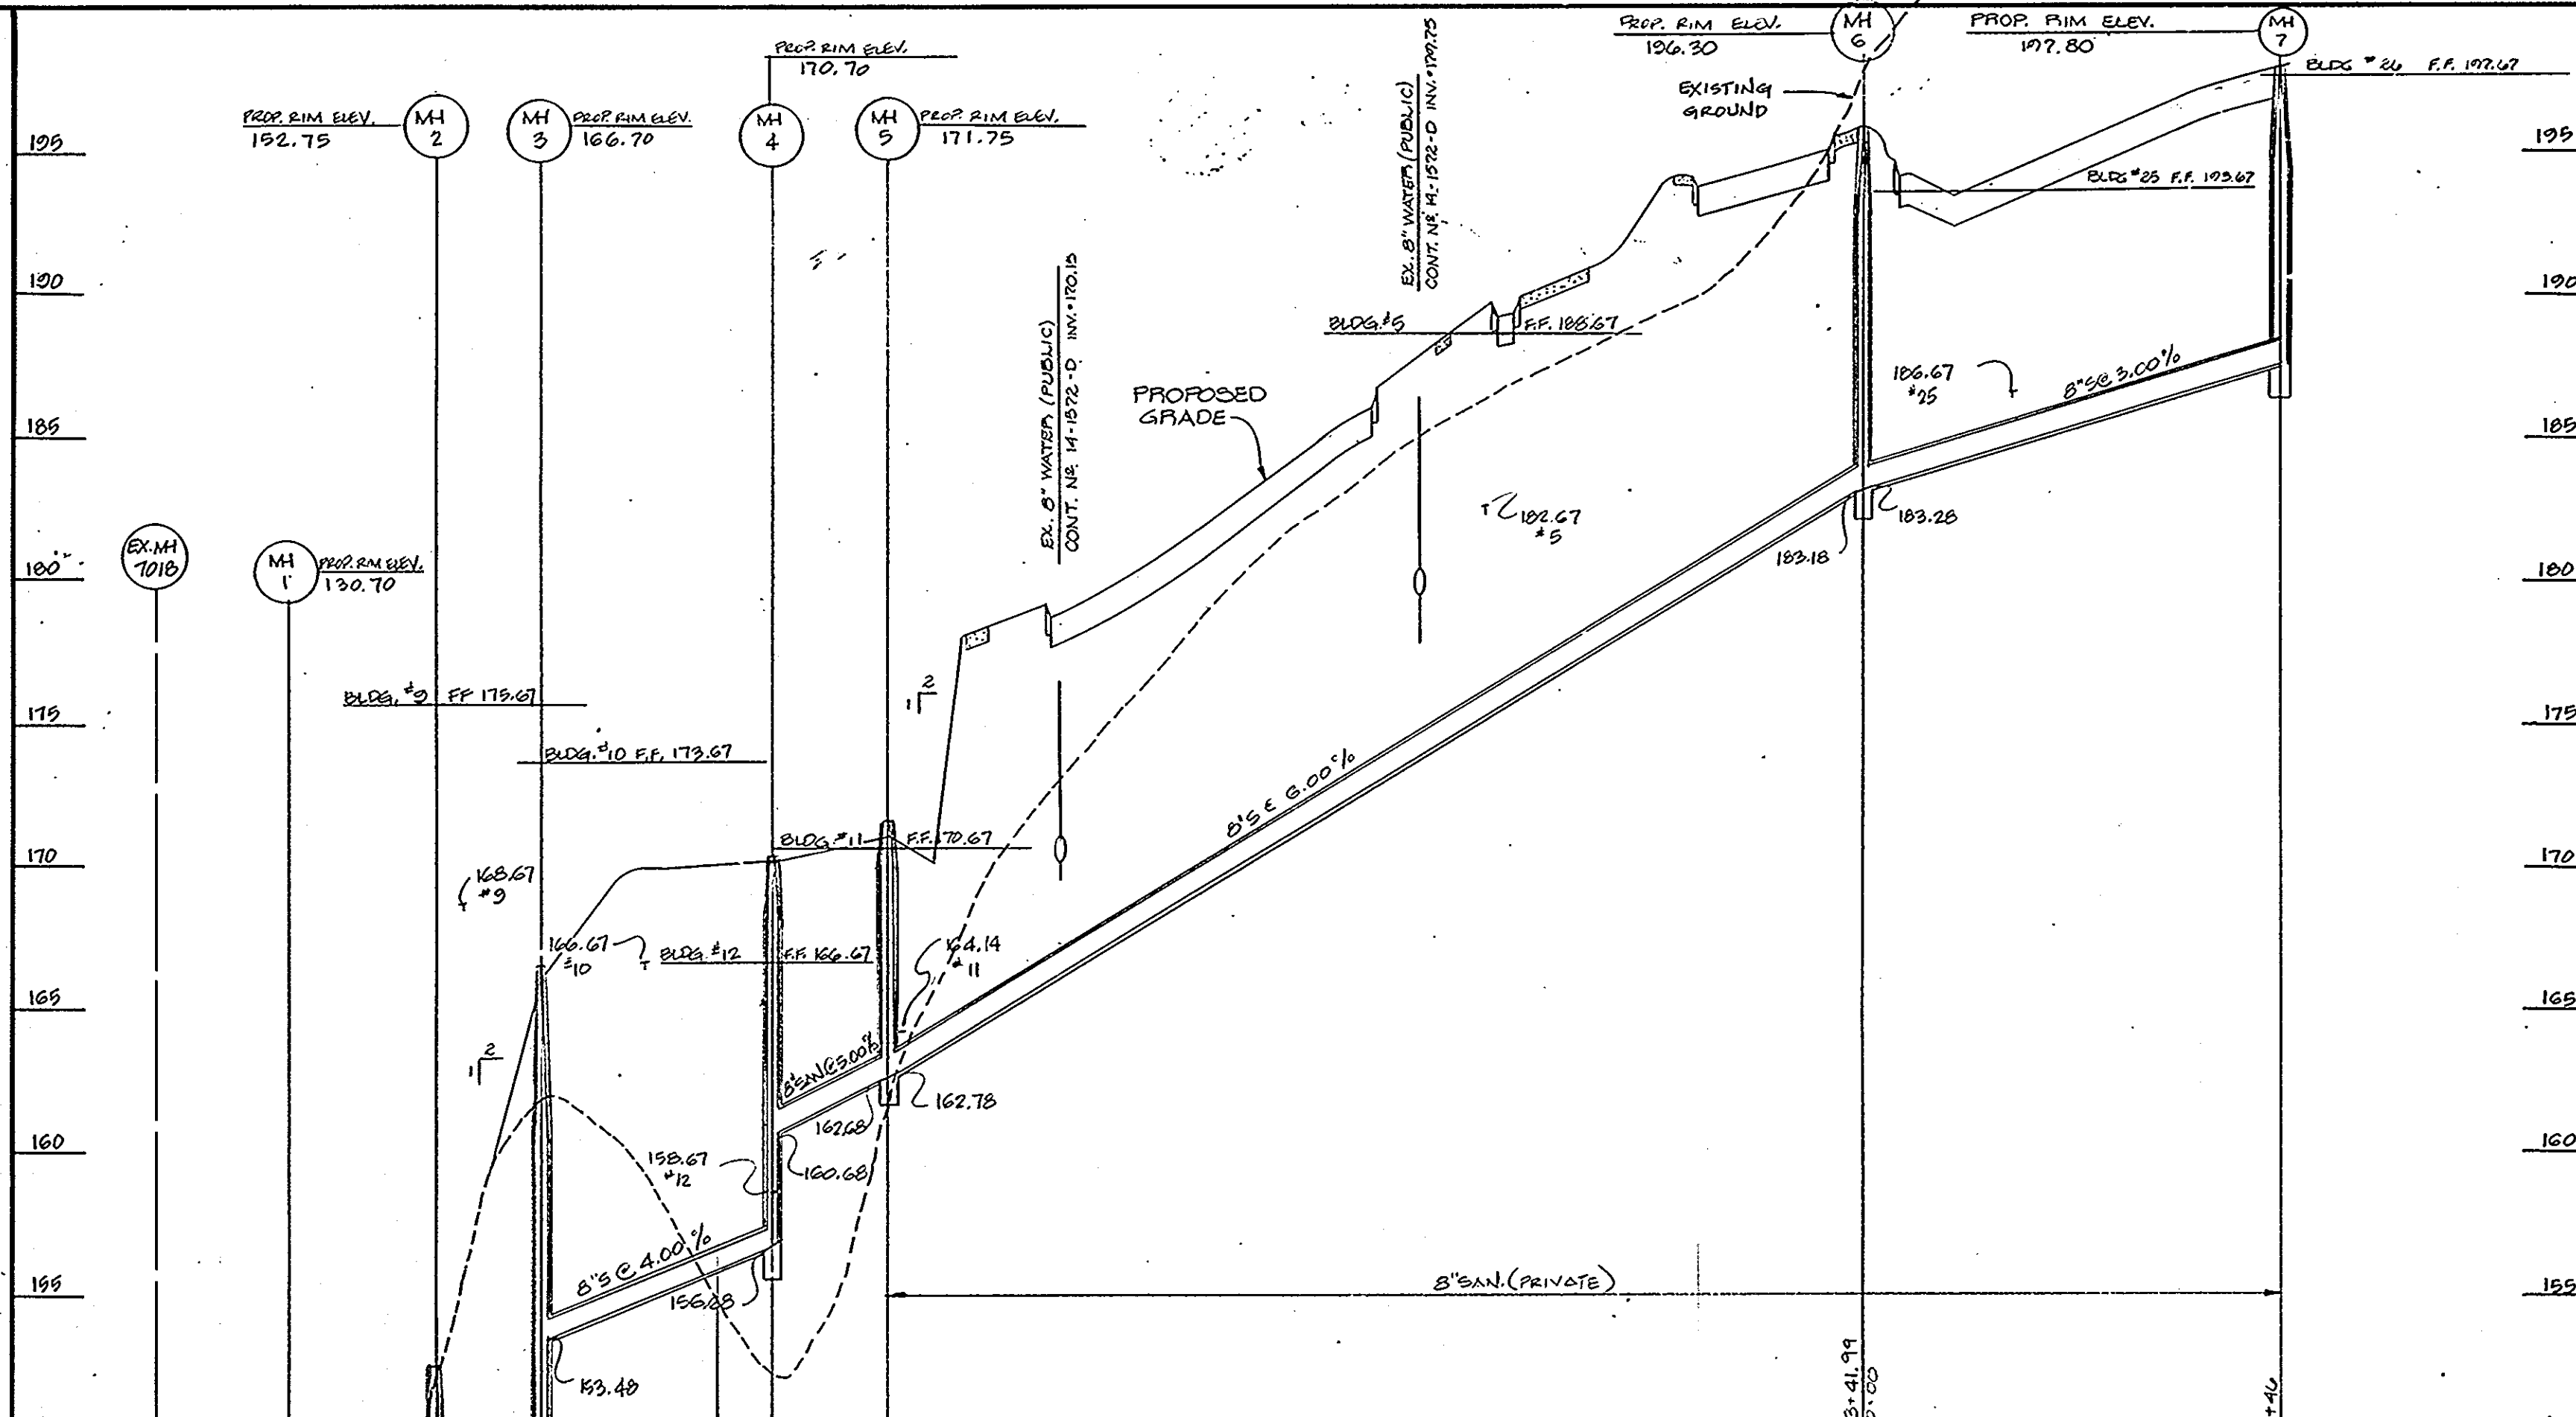 PROP. RIM ELEV.
152.75
MH
2
MH
3
PROP. RIM ELEV.
166.70
PROP. RIM ELEV.
170.70
MH
4
MH
5
PROP. RIM ELEV.
171.75
PROP. RIM ELEV.
196.30
MH
6
PROP. RIM ELEV.
197.80
MH
7
BLDG #26 F.F. 197.67
EXISTING
GROUND
EX. 8" WATER (PUBLIC)
CONT. Nº. 14-1572-D INV.=179.75
EX. 8" WATER (PUBLIC)
CONT. Nº. 14-1572-D INV.=170.15
BLDG #25 F.F. 193.67
BLDG. #5 F.F. 188.67
PROPOSED
GRADE
186.67
#25
8"S@ 3.00%
182.67
#5
183.28
183.18
EX. MH
7018
MH
1
PROP. RIM ELEV.
130.70
BLDG. #9 FF 175.67
BLDG. #10 F.F. 173.67
1 2
8"S @ 6.00%
BLDG. #11 F.F. 170.67
168.67
#9
166.67
#10
BLDG. #12 F.F. 166.67
164.14
#11
1 2
8" SAN @ 5.00%
162.78
162.68
158.67
#12
160.68
8"S @ 4.00%
156.28
153.48
8" SAN. (PRIVATE)
3+41.99
195
190
185
180
175
170
165
160
155
195
190
185
180
175
170
165
160
155